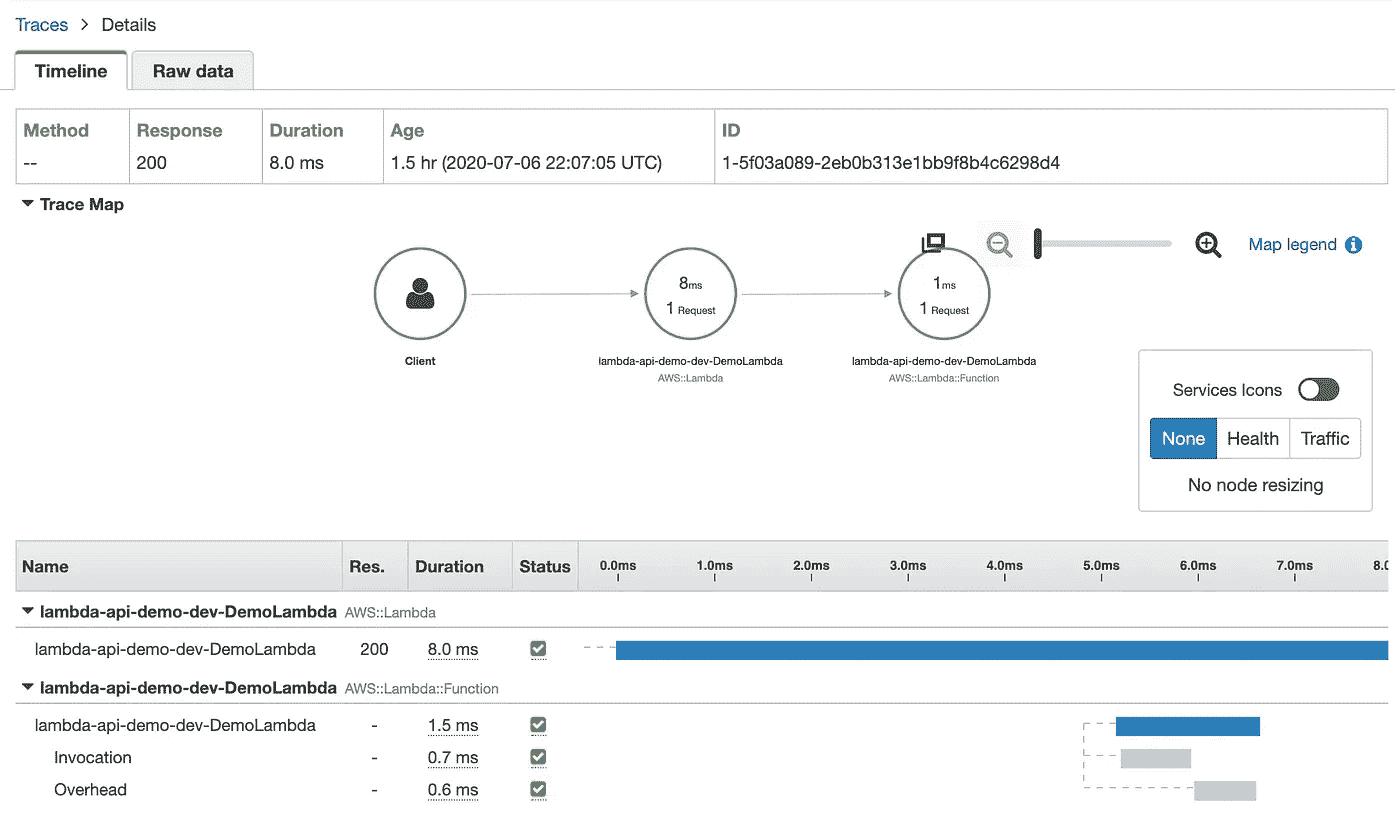 Traces > Details
Timeline Raw data
Method Response Duration Age ID
-- 200 8.0 ms 1.5 hr (2020-07-06 22:07:05 UTC) 1-5f03a089-2eb0b313e1bb9f8b4c6298d4
Trace Map
Map legend
8ms 1ms
1 Request 1 Request
Client lambda-api-demo-dev-DemoLambda lambda-api-demo-dev-DemoLambda
AWS::Lambda AWS::Lambda::Function
Services Icons
None Health Traffic
No node resizing
Name Res. Duration Status 0.0ms 1.0ms 2.0ms 3.0ms 4.0ms 5.0ms 6.0ms 7.0ms 8.0
lambda-api-demo-dev-DemoLambda AWS::Lambda
lambda-api-demo-dev-DemoLambda 200 8.0 ms
lambda-api-demo-dev-DemoLambda AWS::Lambda::Function
lambda-api-demo-dev-DemoLambda - 1.5 ms
Invocation - 0.7 ms
Overhead - 0.6 ms